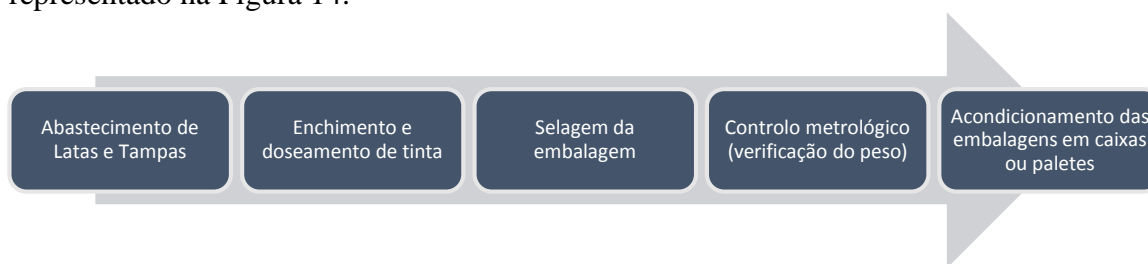 representado na Figura 14.
Abastecimento de
Latas e Tampas
Enchimento e
doseamento de tinta
Selagem da
embalagem
Controlo metrológico
(verificação do peso)
Acondicionamento das
embalagens em caixas
ou paletes